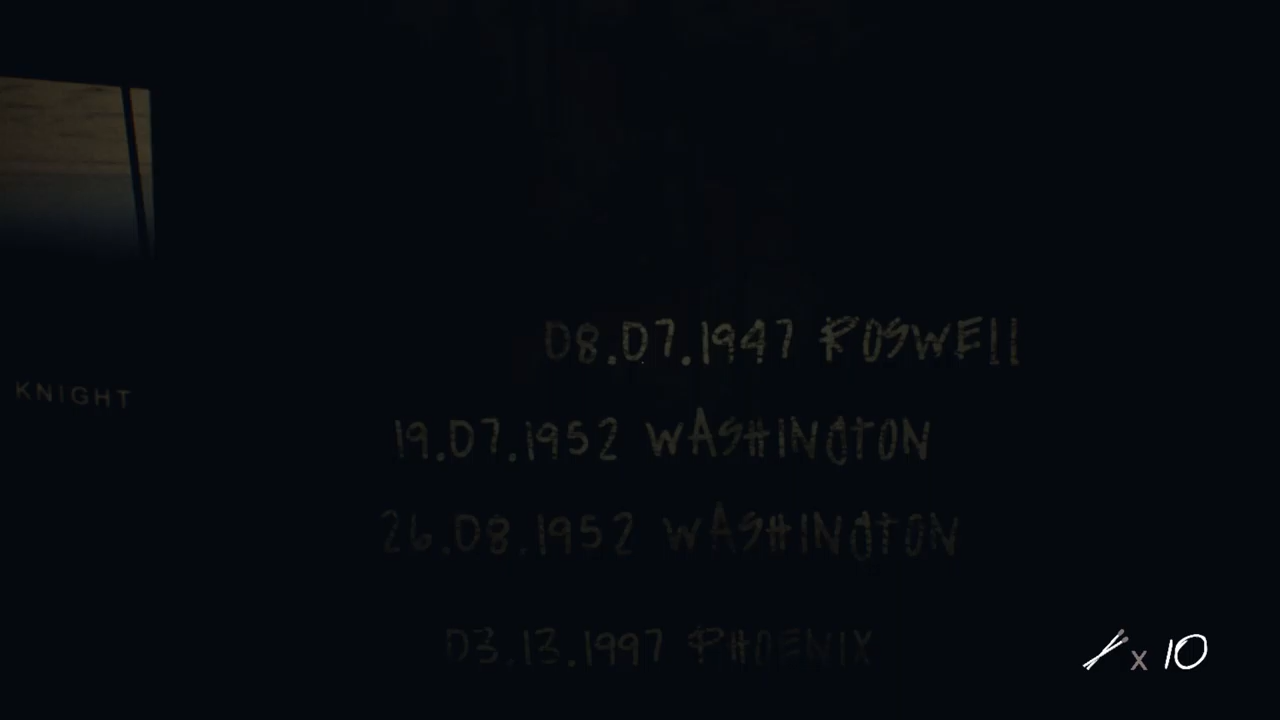 08.07.1947 ROSWELL
KNIGHT
19.07.1952 WASHINGTON
26.08.1952 WASHINGTON
03.13.1997 PHOENIX
x 10